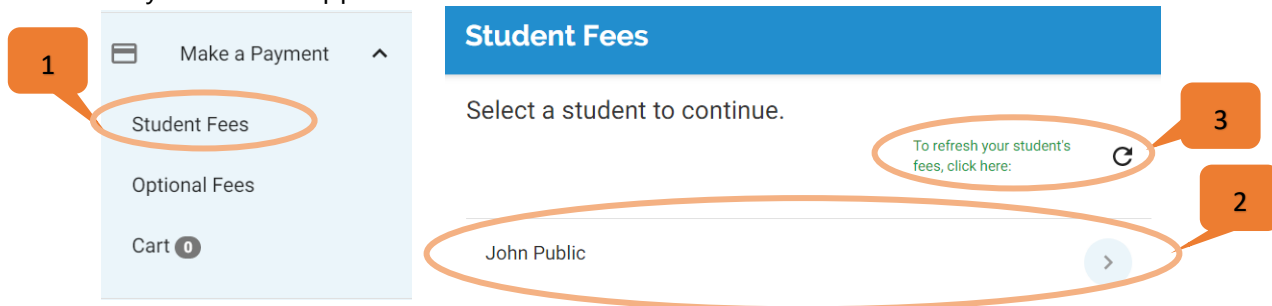 1
Make a Payment
Student Fees
Optional Fees
Cart 0
Student Fees
Select a student to continue.
3
To refresh your student's
fees, click here:
2
John Public